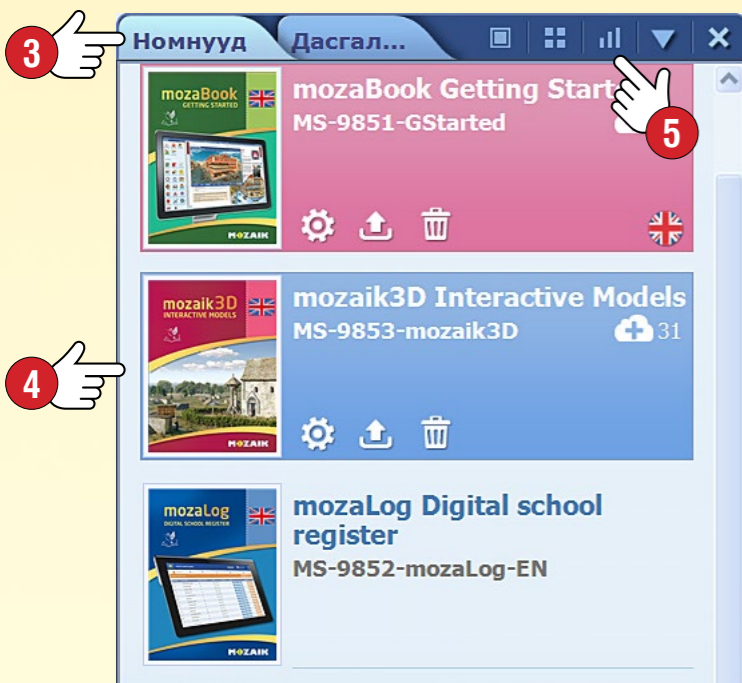 3
Номнууд
Дасгал...
5
mozaBook
GETTING STARTED
MOZAIK
mozaBook Getting Start
MS-9851-GStarted
4
mozaik3D
INTERACTIVE MODELS
MOZAIK
mozaik3D Interactive Models
MS-9853-mozaik3D
31
mozaLog
DIGITAL SCHOOL REGISTER
MOZAIK
mozaLog Digital school
register
MS-9852-mozaLog-EN